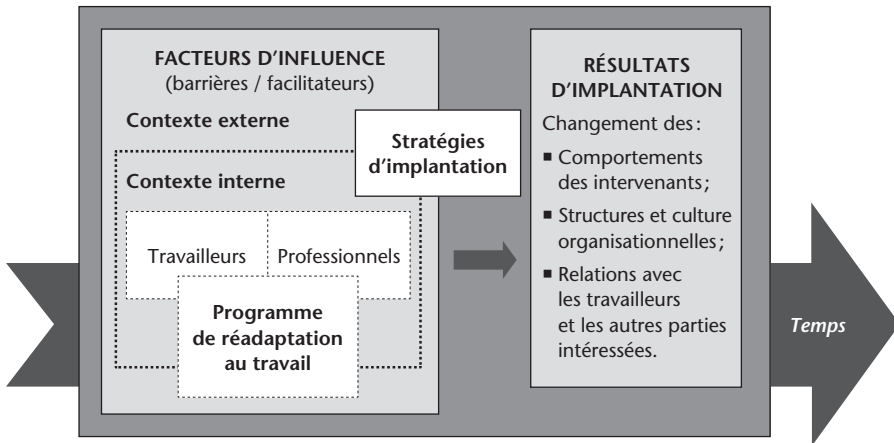 FACTEURS D'INFLUENCE
(barrières / facilitateurs)
Contexte externe
Stratégies
d'implantation
Contexte interne
Travailleurs
Professionnels
Programme
de réadaptation
au travail
RÉSULTATS
D'IMPLANTATION
Changement des :
▪ Comportements
des intervenants ;
▪ Structures et culture
organisationnelles ;
▪ Relations avec
les travailleurs
et les autres parties
intéressées.
Temps